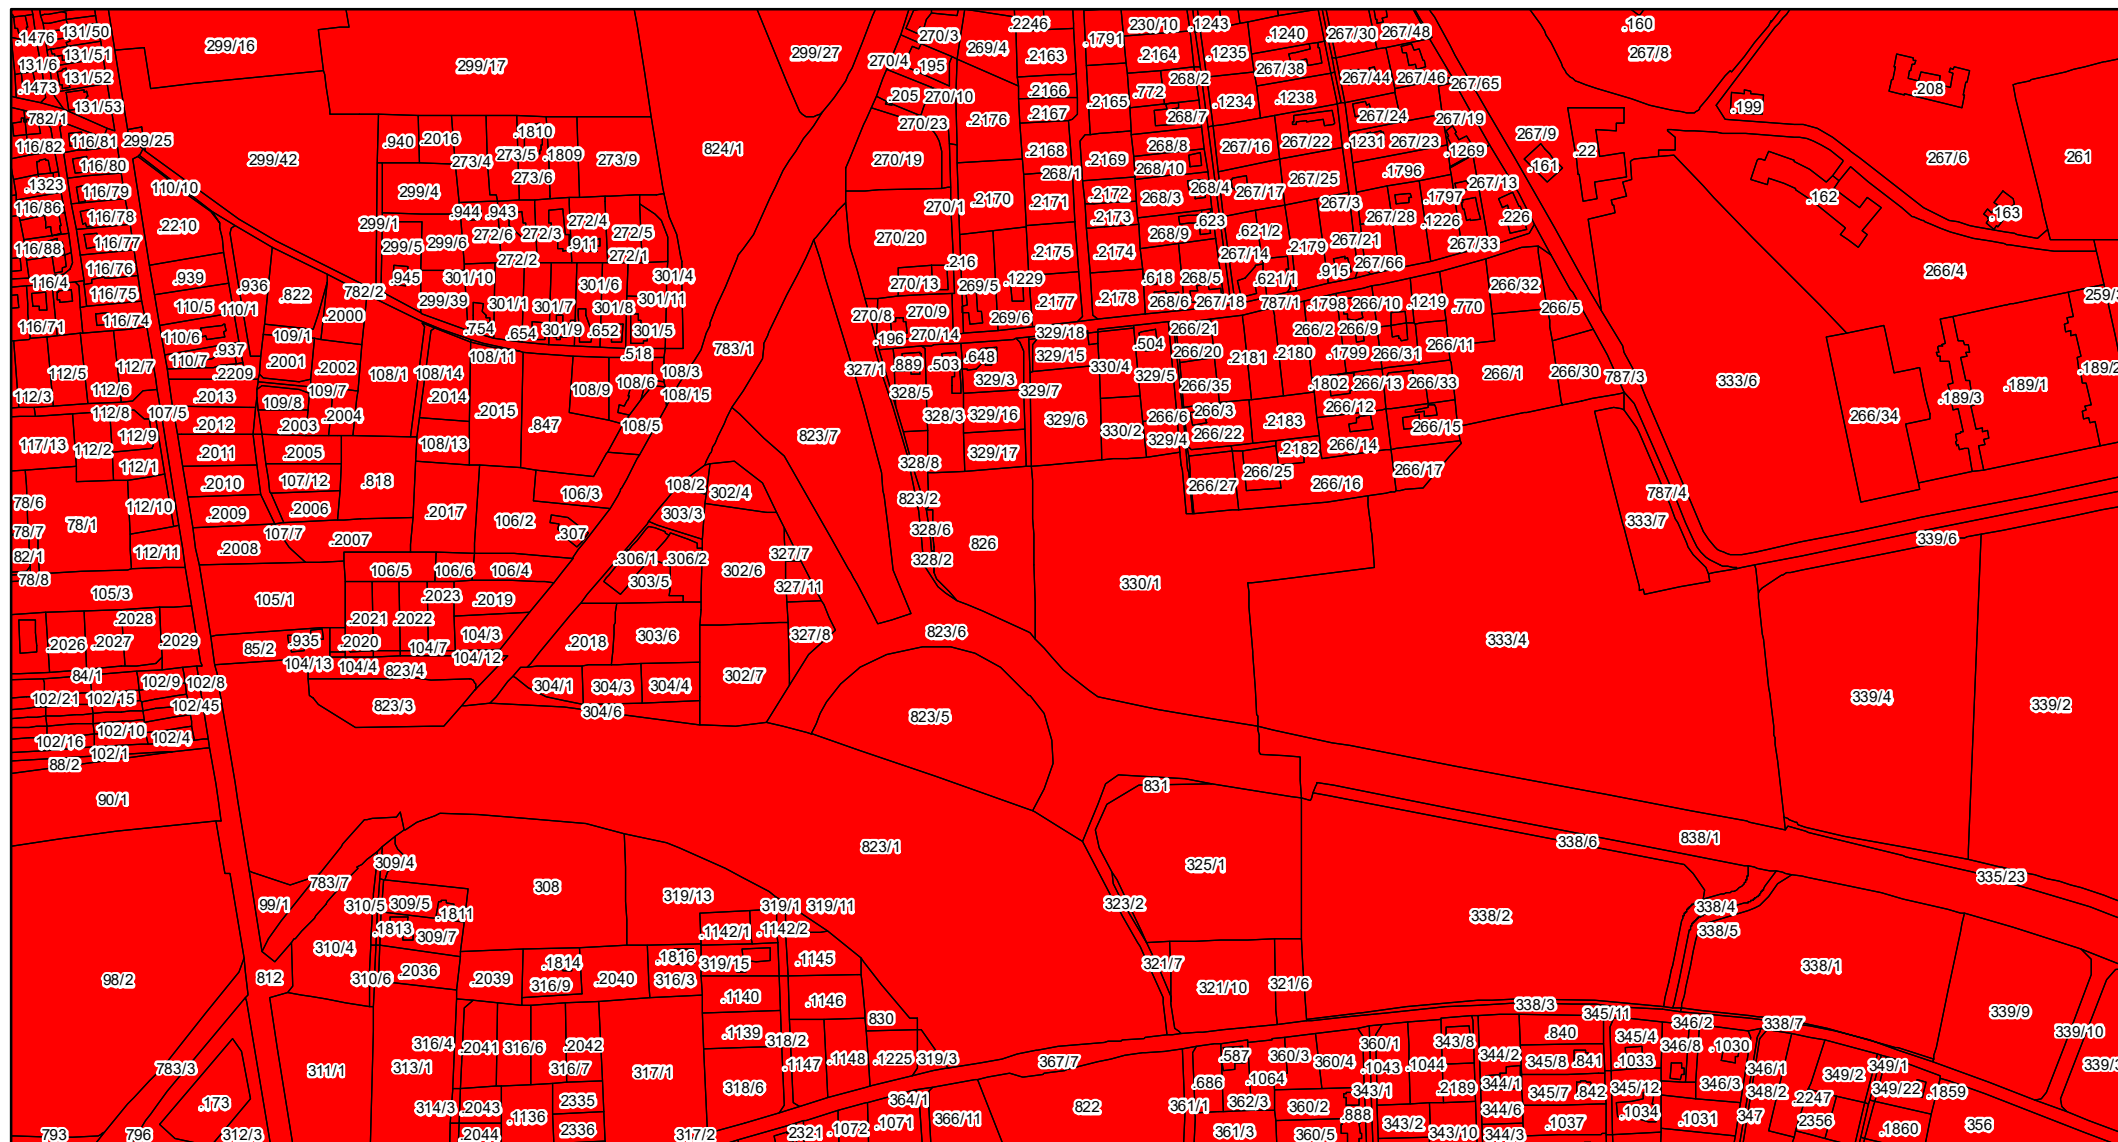 .1476 131/50 299/16 299/17 299/27 270/3 269/4 .2246 .1791 230/10 .1243 .1240 267/30 267/48 .160
131/6 131/51 270/4 .195 .2163 .2164 .1235 267/38 267/8
.1473 131/52 .205 270/10 .2166 .2165 .772 268/2 .1234 .1238 267/44 267/46 267/65 .199 .208
782/1 131/53 270/23 .2176 .2167 268/7 267/24 267/19
116/82 116/81 299/25 299/42 .940 .2016 273/4 .1810 273/5 .1809 273/9 824/1 270/19 .2168 .2169 268/8 267/16 267/22 .1231 267/23 .1269 267/9 .22 .161 267/6 261
116/80 273/6 268/1 268/10
.1323 116/79 110/10 299/4 .2170 .2171 .2172 268/3 268/4 267/17 267/25 .1796 267/13 .162
116/86 116/78 .2210 299/1 .944 .943 272/4 270/1 .2173 .623 267/3 267/28 .1797 .1226 .226 .163
116/88 116/77 299/5 299/6 272/6 272/3 .911 272/5 270/20 .2175 .2174 268/9 .621/2 267/14 .2179 267/21 267/33
116/4 116/76 .939 .936 .945 301/10 272/2 272/1 301/4 .216 .618 268/5 .621/1 .915 267/66 266/4
116/75 110/5 110/1 .822 782/2 299/39 301/1 301/7 301/6 301/8 301/11 270/13 269/5 .1229 .2177 .2178 268/6 267/18 787/1 .1798 266/10 .1219 .770 266/32 266/5
116/71 116/74 110/6 109/1 .2000 .754 .654 301/9 .652 301/5 270/8 270/9 269/6 .196 270/14 329/18 266/21 266/2 266/9
112/7 110/7 .937 .2001 108/11 .518 783/1 .648 329/15 .504 266/20 .2181 .2180 .1799 266/31 266/11
112/5 .2209 .2002 108/1 108/14 108/3 327/1 .889 .503 330/4 266/1 266/30 787/3 333/6 .189/1 .189/2
112/3 112/6 .2013 109/8 109/7 .2014 108/9 108/6 108/15 328/5 329/3 329/7 329/5 266/35 .1802 266/13 266/33 .189/3
112/8 107/5 .2012 .2003 .2004 .2015 .847 108/5 328/3 329/16 329/6 266/6 266/3 .2183 266/12 266/15 266/34
117/13 112/2 112/9 .2011 .2005 108/13 823/7 329/17 330/2 329/4 266/22 .2182 266/14
112/1 .2010 107/12 .818 328/8 266/25 266/17
78/6 112/10 .2009 .2006 .2017 106/3 108/2 302/4 823/2 266/27 266/16 787/4
78/7 78/1 107/7 106/2 .307 303/3 328/6 826 333/7
82/1 112/11 .2008 .2007 .306/1 .306/2 327/7 328/2 339/6
78/8 105/3 105/1 106/5 106/6 106/4 303/5 302/6 327/11 330/1
.2028 .2021 .2022 .2023 .2019
.2026 .2027 .2029 85/2 .935 .2020 104/7 104/3 .2018 303/6 327/8 823/6 333/4
84/1 104/13 104/4 823/4 104/12
102/21 102/15 102/9 102/8 304/1 304/3 304/4 302/7
102/45 823/3 304/6 823/5 339/4 339/2
102/16 102/10 102/4
88/2 102/1
90/1 831
823/1 338/6 838/1
309/4 325/1
783/7 308 319/13 335/23
99/1 310/5 309/5 .1811 319/1 319/11 323/2 338/2 338/4
310/4 .1813 309/7 .1142/1 .1142/2 338/5
98/2 812 310/6 .2036 .2039 .1814 316/9 .2040 .1816 316/3 319/15 .1145 321/7 338/1
.1140 .1146 321/10 321/6
830 338/3 345/11 346/2 338/7 339/9 339/10
316/4 .2041 316/6 .2042 .1139 318/2 360/1 343/8 .840 345/4 346/8 .1030
783/3 311/1 313/1 316/7 317/1 .1147 .1148 .1225 319/3 367/7 .587 360/3 360/4 .1043 .1044 344/2 345/8 .841 .1033 346/1 349/2 349/1
.173 314/3 .2043 2335 318/6 364/1 .686 .1064 343/1 .2189 344/1 345/7 .842 345/12 346/3 348/2 .2247 349/22 .1859
793 796 312/3 .2044 .1136 2336 317/2 2321 .1072 .1071 366/11 822 361/1 362/3 361/3 360/2 360/5 .888 343/2 343/10 344/6 344/3 .1037 .1034 .1031 347 2356 .1860 356